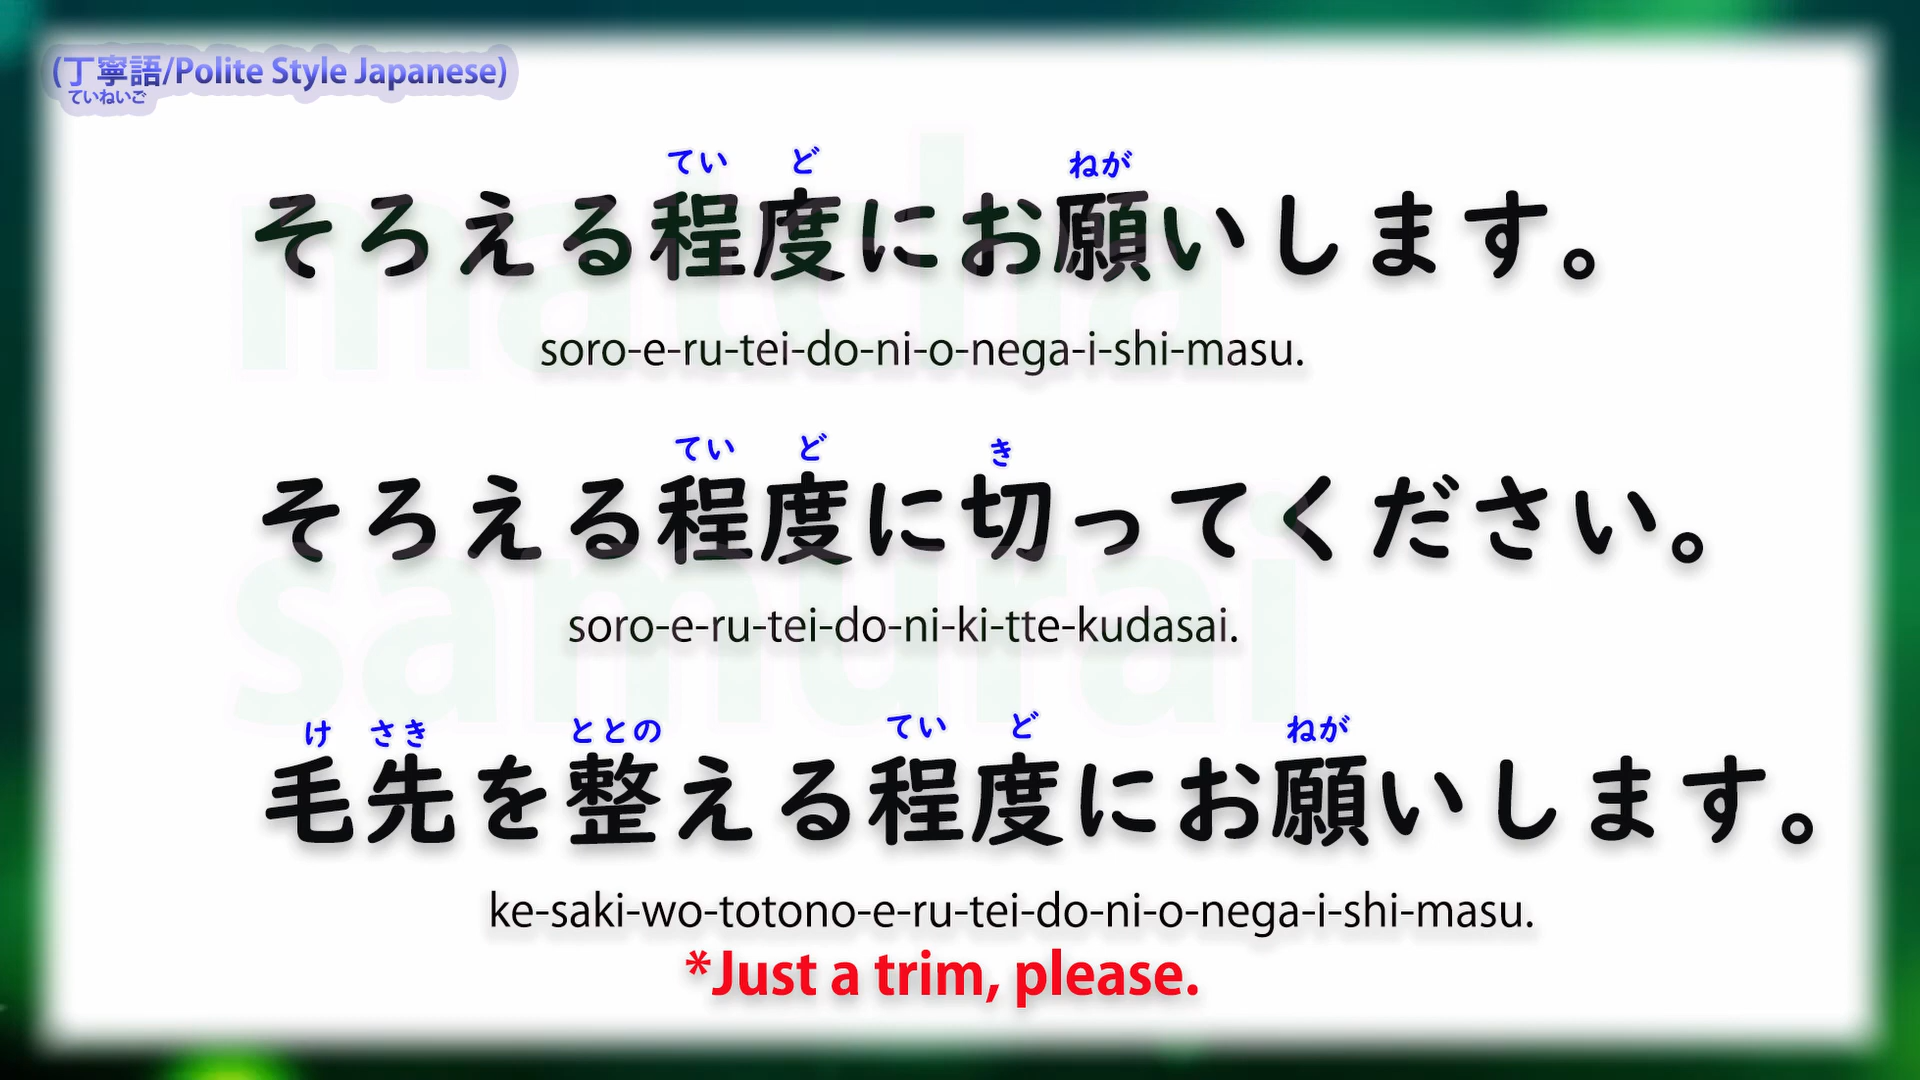 (丁寧語/Polite Style Japanese)
ていねいご
てい ど ねが
そろえる程度にお願いします。
soro-e-ru-tei-do-ni-o-nega-i-shi-masu.
てい ど き
そろえる程度に切ってください。
soro-e-ru-tei-do-ni-ki-tte-kudasai.
け さき ととの てい ど ねが
毛先を整える程度にお願いします。
ke-saki-wo-totono-e-ru-tei-do-ni-o-nega-i-shi-masu.
*Just a trim, please.
matcha
samurai